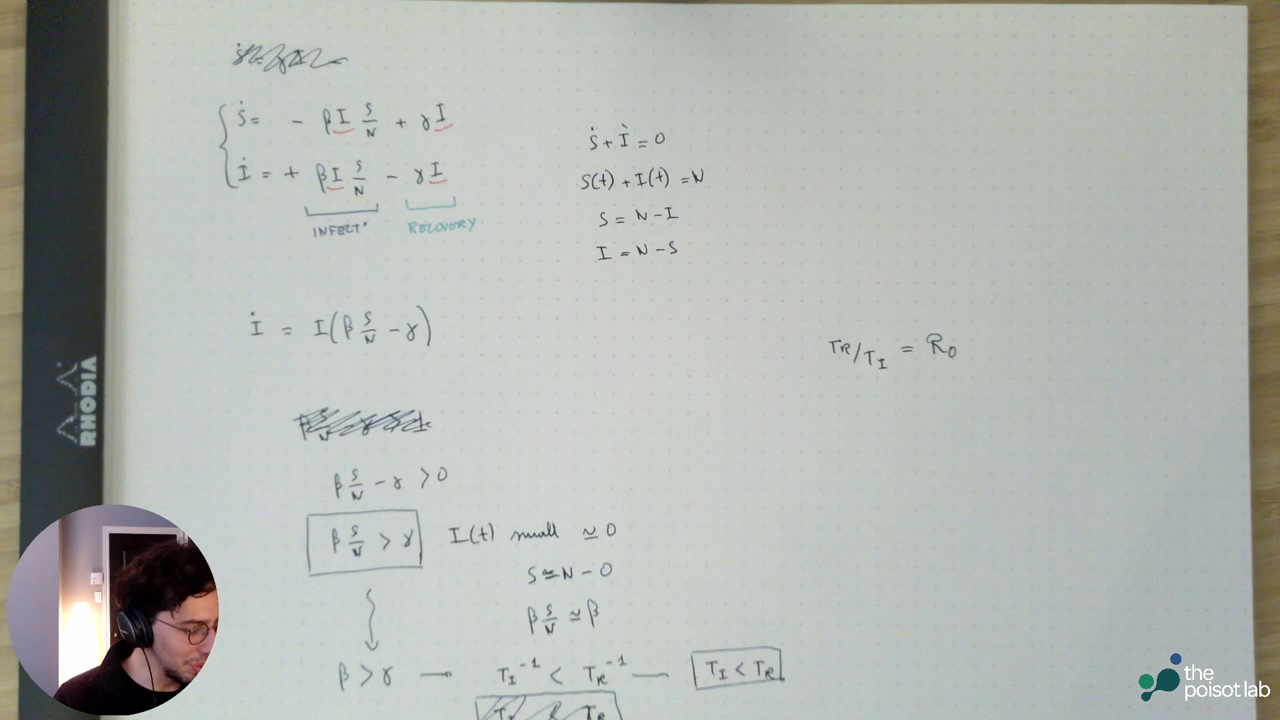 Ṡ = - βI S/N + γI
İ = + βI S/N - γI
INFECT° RECOVERY
Ṡ + İ = 0
S(t) + I(t) = N
S = N - I
I = N - S
İ = I(β S/N - γ)
TR/TI = R0
β S/N - γ > 0
β S/N > γ I(t) small ≃ 0
S ≃ N - 0
β S/N ≃ β
β > γ — TI⁻¹ < TR⁻¹ — TI < TR
RHODIA
the
poisot lab